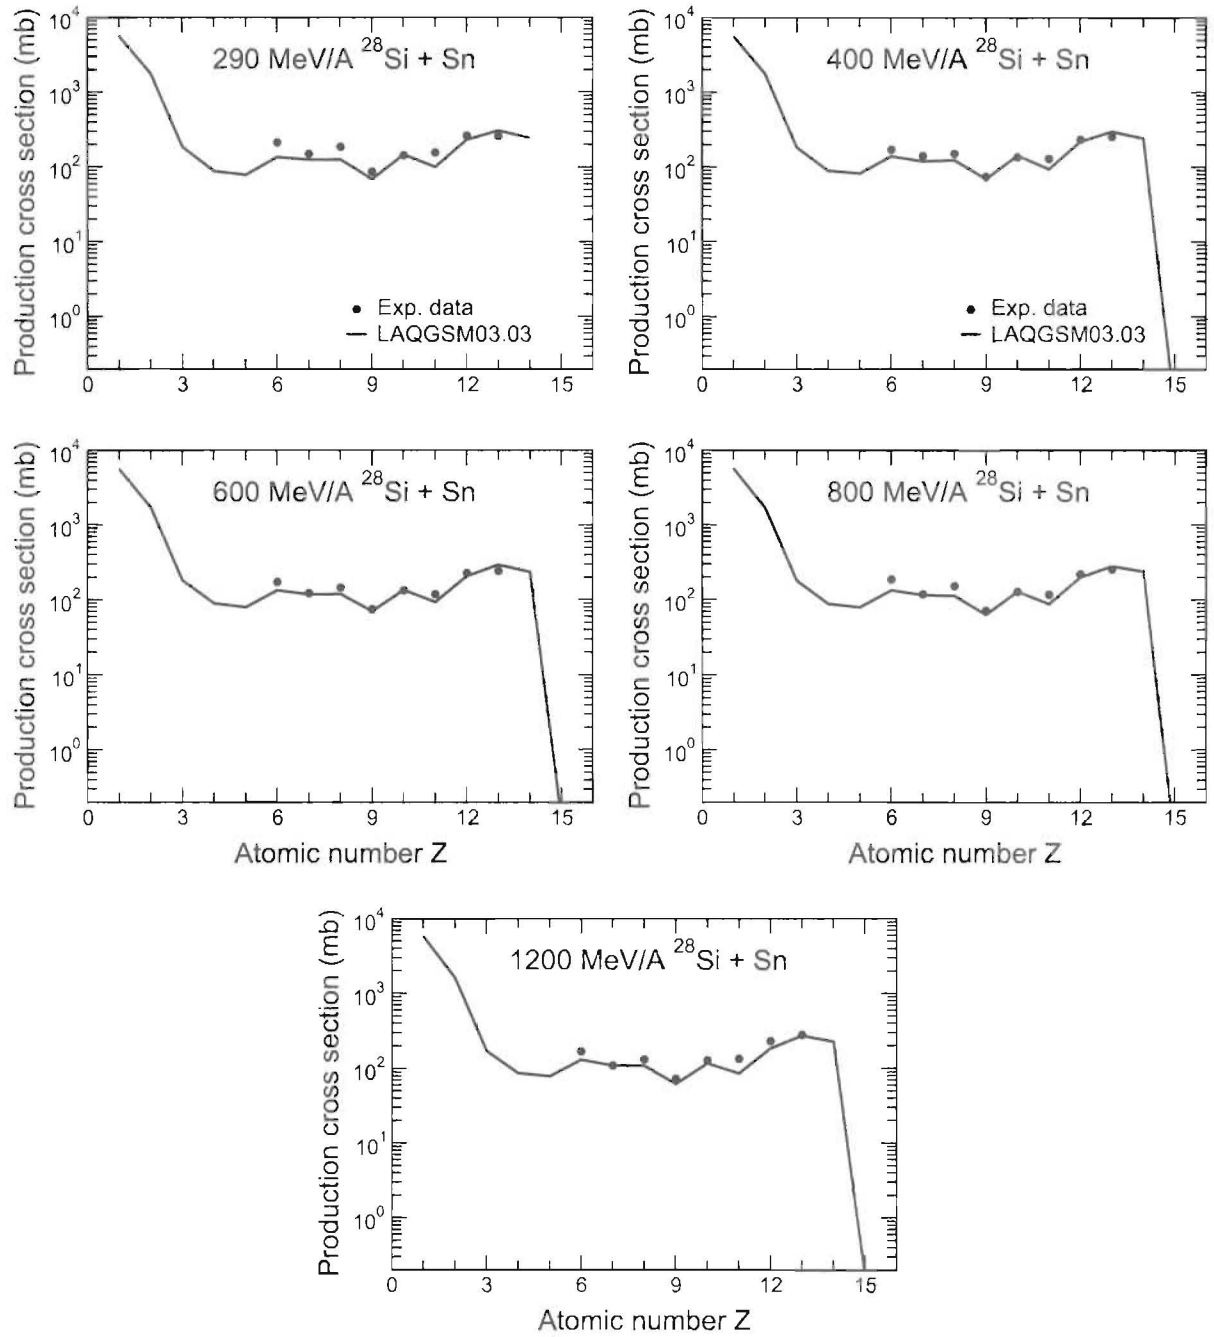 290 MeV/A ²⁸Si + Sn
Production cross section (mb)
10⁴
10³
10²
10¹
10⁰
• Exp. data
— LAQGSM03.03
0 3 6 9 12 15
400 MeV/A ²⁸Si + Sn
Production cross section (mb)
10⁴
10³
10²
10¹
10⁰
• Exp. data
— LAQGSM03.03
0 3 6 9 12 15
600 MeV/A ²⁸Si + Sn
Production cross section (mb)
10⁴
10³
10²
10¹
10⁰
0 3 6 9 12 15
Atomic number Z
800 MeV/A ²⁸Si + Sn
Production cross section (mb)
10⁴
10³
10²
10¹
10⁰
0 3 6 9 12 15
Atomic number Z
1200 MeV/A ²⁸Si + Sn
Production cross section (mb)
10⁴
10³
10²
10¹
10⁰
0 3 6 9 12 15
Atomic number Z